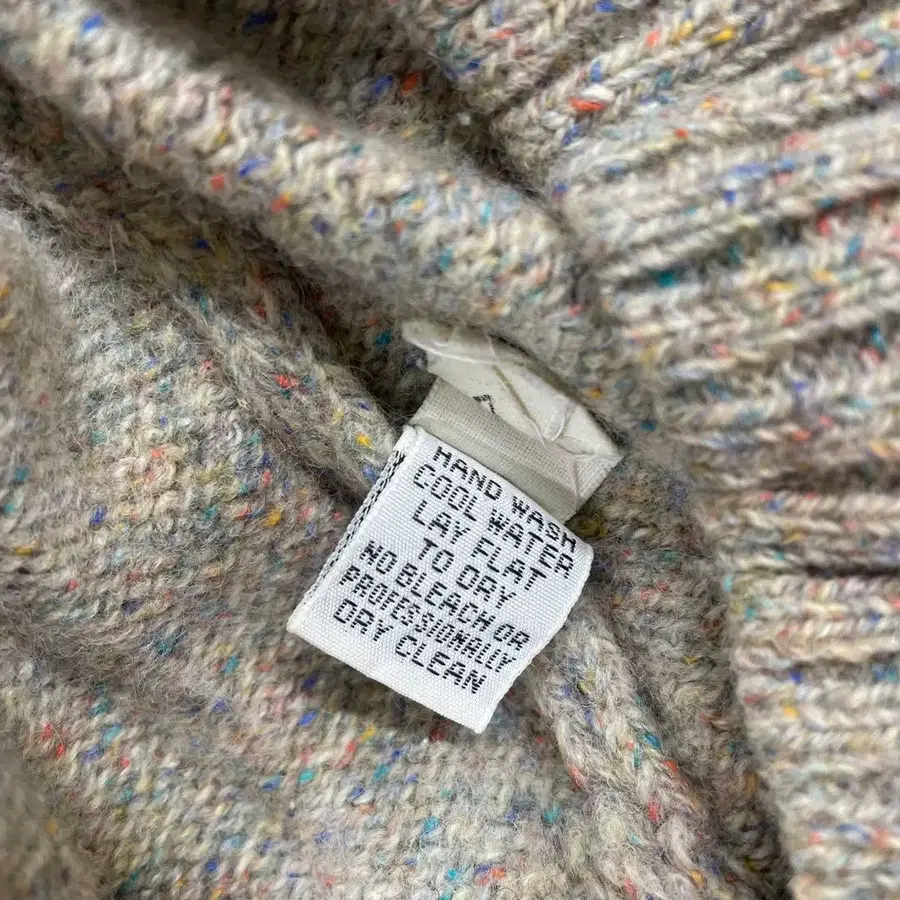 HAND WASH
COOL WATER
LAY FLAT
TO DRY
NO BLEACH OR
PROFESSIONALLY
DRY CLEAN